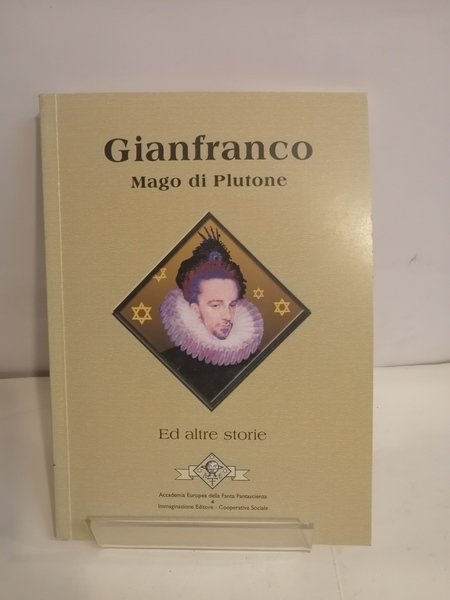 Gianfranco
Mago di Plutone
Ed altre storie
Accademia Europea della Fanta Fantascienza
&
Immaginazione Editore - Cooperativa Sociale